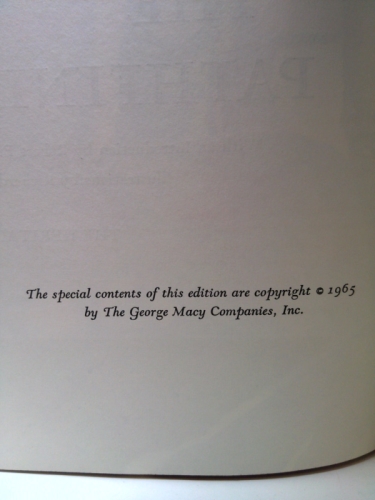 The special contents of this edition are copyright © 1965
by The George Macy Companies, Inc.